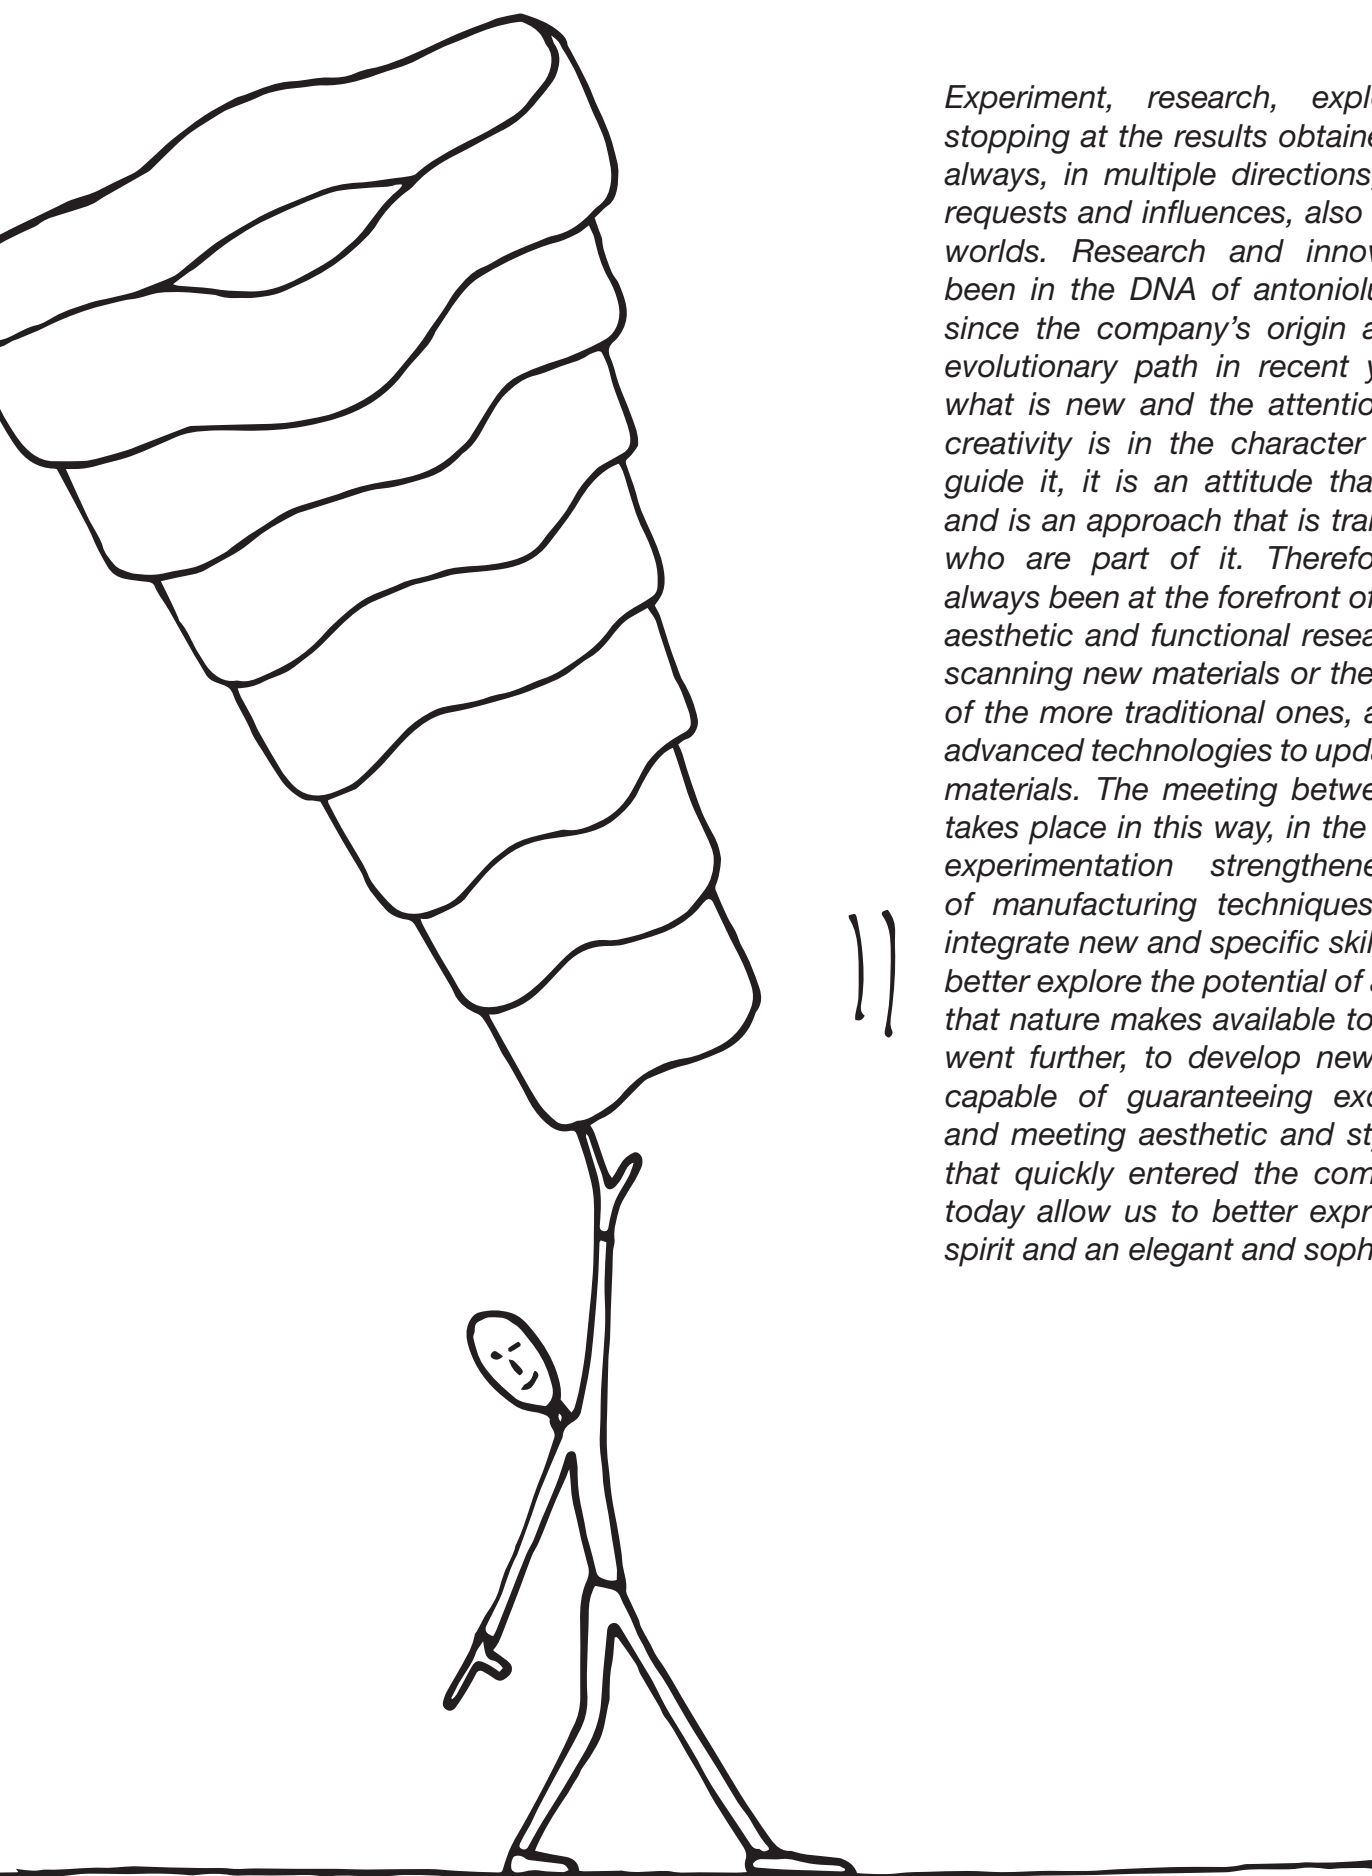 Experiment, research, expl
stopping at the results obtaine
always, in multiple directions,
requests and influences, also
worlds. Research and innov
been in the DNA of antoniolu
since the company’s origin a
evolutionary path in recent y
what is new and the attentio
creativity is in the character
guide it, it is an attitude tha
and is an approach that is tran
who are part of it. Therefo
always been at the forefront of
aesthetic and functional resea
scanning new materials or the
of the more traditional ones, a
advanced technologies to upda
materials. The meeting betwe
takes place in this way, in the
experimentation strengthene
of manufacturing techniques
integrate new and specific skil
better explore the potential of a
that nature makes available to
went further, to develop new
capable of guaranteeing exc
and meeting aesthetic and sty
that quickly entered the com
today allow us to better expr
spirit and an elegant and soph